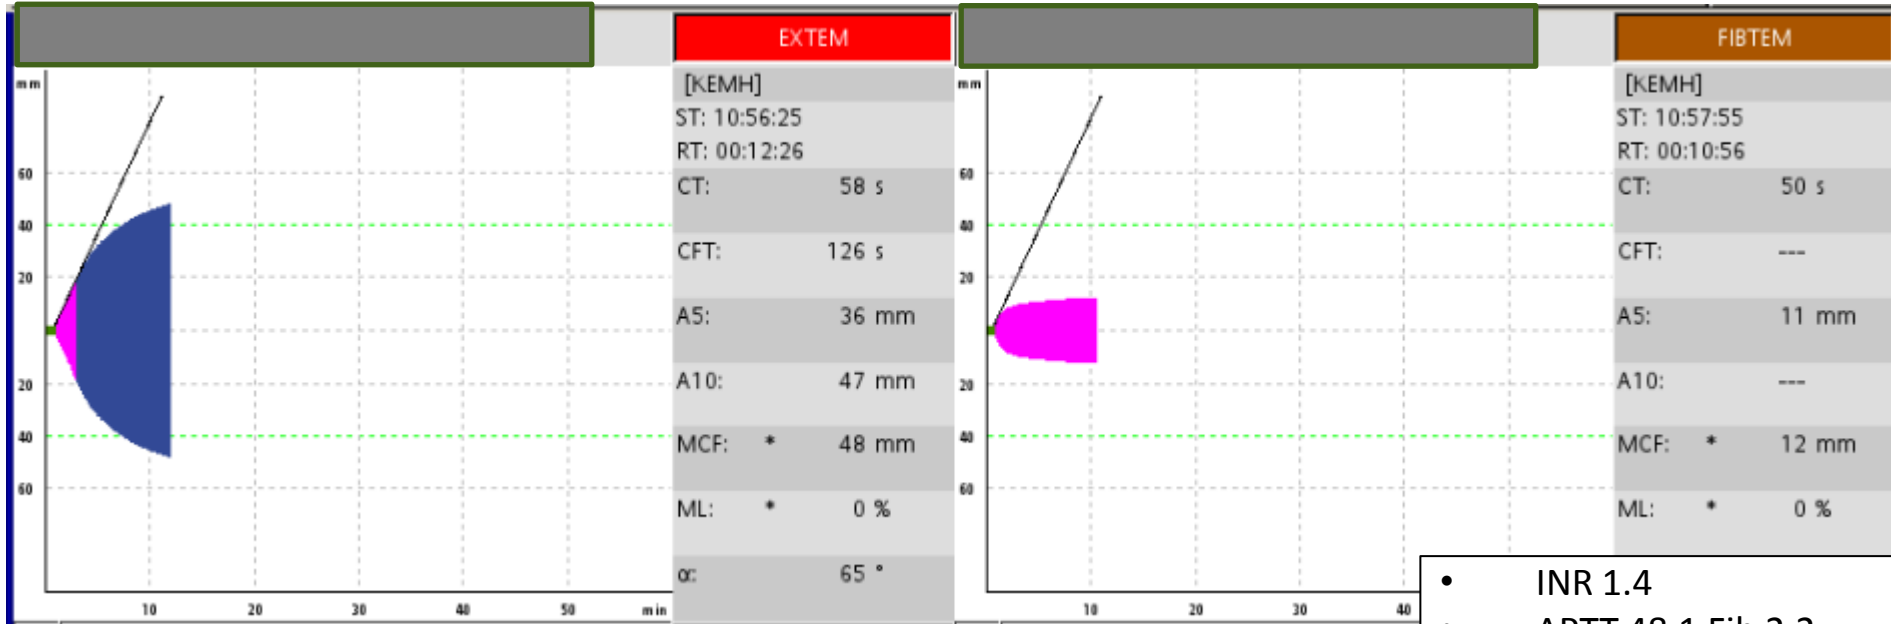 EXTEM
mm
[KEMH]
ST: 10:56:25
RT: 00:12:26
CT: 58 s
CFT: 126 s
A5: 36 mm
A10: 47 mm
MCF: * 48 mm
ML: * 0 %
α: 65 °
60
40
20
20
40
60
10 20 30 40 50 min
FIBTEM
mm
[KEMH]
ST: 10:57:55
RT: 00:10:56
CT: 50 s
CFT: ---
A5: 11 mm
A10: ---
MCF: * 12 mm
ML: * 0 %
60
40
20
20
40
60
10 20 30 40
• INR 1.4